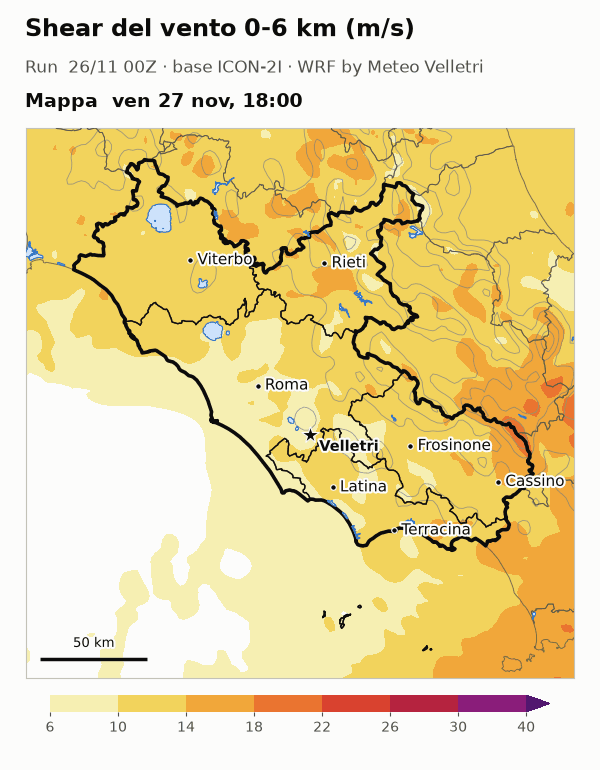 Shear del vento 0-6 km (m/s)
Run  26/11 00Z · base ICON-2I · WRF by Meteo Velletri
Mappa  ven 27 nov, 18:00
Viterbo
Rieti
Roma
Velletri
Frosinone
Latina
Cassino
Terracina
50 km
6 10 14 18 22 26 30 40